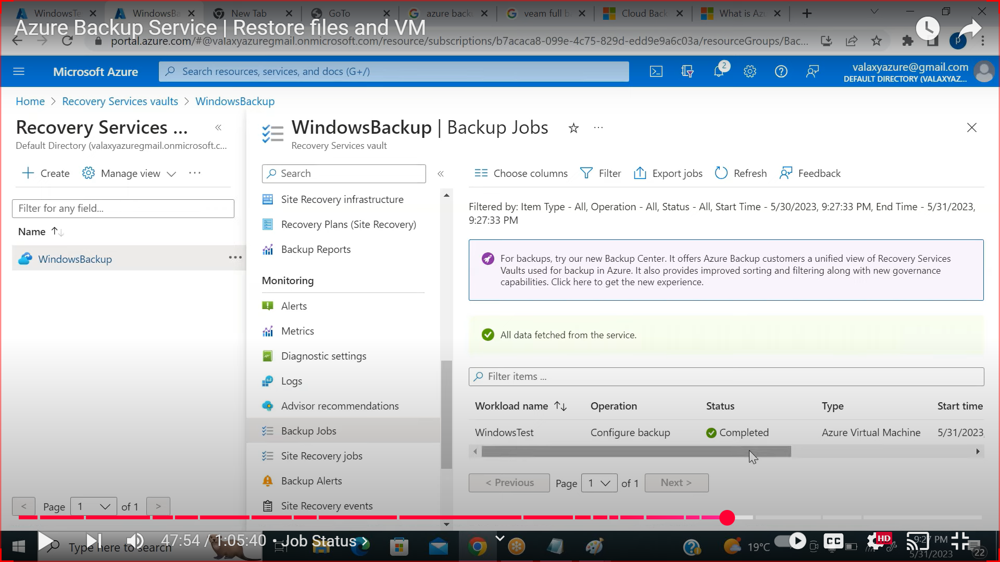 WindowsTe
WindowsBa
New Tab
GoTo
azure back
veam full b
Cloud Back
What is Azu
Azure Backup Service | Restore files and VM
portal.azure.com/#@valaxyazuregmail.onmicrosoft.com/resource/subscriptions/b7acaca8-099e-4c75-829d-edd9e9a6c03a/resourceGroups/Bac...
p
Microsoft Azure
Search resources, services, and docs (G+/)
2
valaxyazure@gmail.com
DEFAULT DIRECTORY (VALAXYAZ...
Home > Recovery Services vaults > WindowsBackup
Recovery Services ...
Default Directory (valaxyazuregmail.onmicrosoft.c...
Create
Manage view
Filter for any field...
Name
WindowsBackup
< Page 1 of 1 >
WindowsBackup | Backup Jobs
Recovery Services vault
Search
Site Recovery infrastructure
Recovery Plans (Site Recovery)
Backup Reports
Monitoring
Alerts
Metrics
Diagnostic settings
Logs
Advisor recommendations
Backup Jobs
Site Recovery jobs
Backup Alerts
Site Recovery events
Choose columns
Filter
Export jobs
Refresh
Feedback
Filtered by: Item Type - All, Operation - All, Status - All, Start Time - 5/30/2023, 9:27:33 PM, End Time - 5/31/2023,
9:27:33 PM
For backups, try our new Backup Center. It offers Azure Backup customers a unified view of Recovery Services
Vaults used for backup in Azure. It also provides improved sorting and filtering along with new governance
capabilities. Click here to get the new experience.
All data fetched from the service.
Filter items ...
Workload name Operation Status Type Start time
WindowsTest Configure backup Completed Azure Virtual Machine 5/31/2023,
< Previous Page 1 of 1 Next >
Type here to search
47:54 / 1:05:40 • Job Status >
19°C
CC
HD
9:27 PM
5/31/2023
22